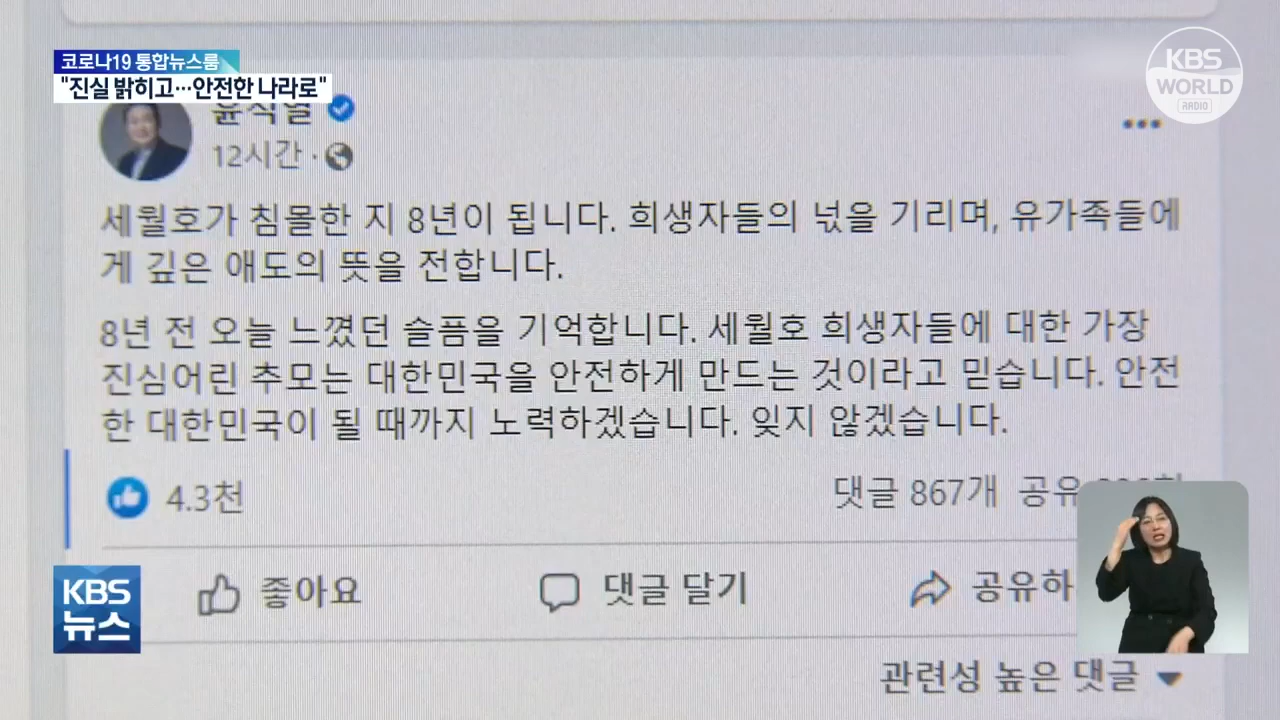 코로나19 통합뉴스룸
"진실 밝히고…안전한 나라로"
KBS
WORLD
RADIO
윤석열
12시간 ·
세월호가 침몰한 지 8년이 됩니다. 희생자들의 넋을 기리며, 유가족들에
게 깊은 애도의 뜻을 전합니다.
8년 전 오늘 느꼈던 슬픔을 기억합니다. 세월호 희생자들에 대한 가장
진심어린 추모는 대한민국을 안전하게 만드는 것이라고 믿습니다. 안전
한 대한민국이 될 때까지 노력하겠습니다. 잊지 않겠습니다.
4.3천
댓글 867개 공유
좋아요
댓글 달기
공유하
KBS
뉴스
관련성 높은 댓글